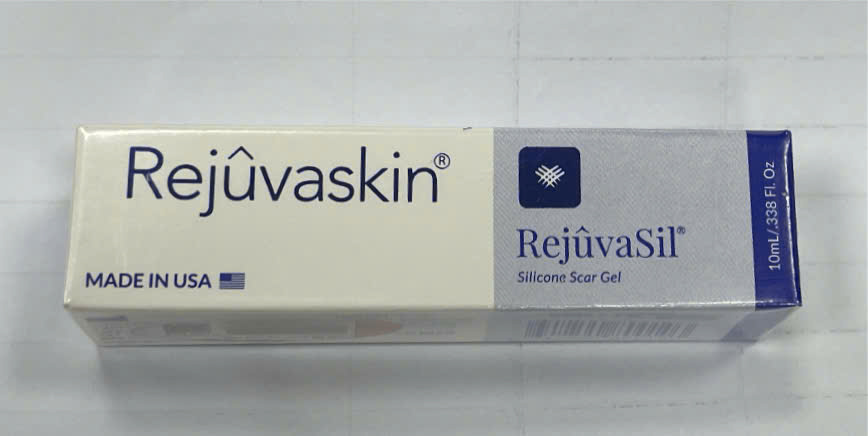 Rejûvaskin®
MADE IN USA
RejûvaSil®
Silicone Scar Gel
10mL/.338 Fl. Oz